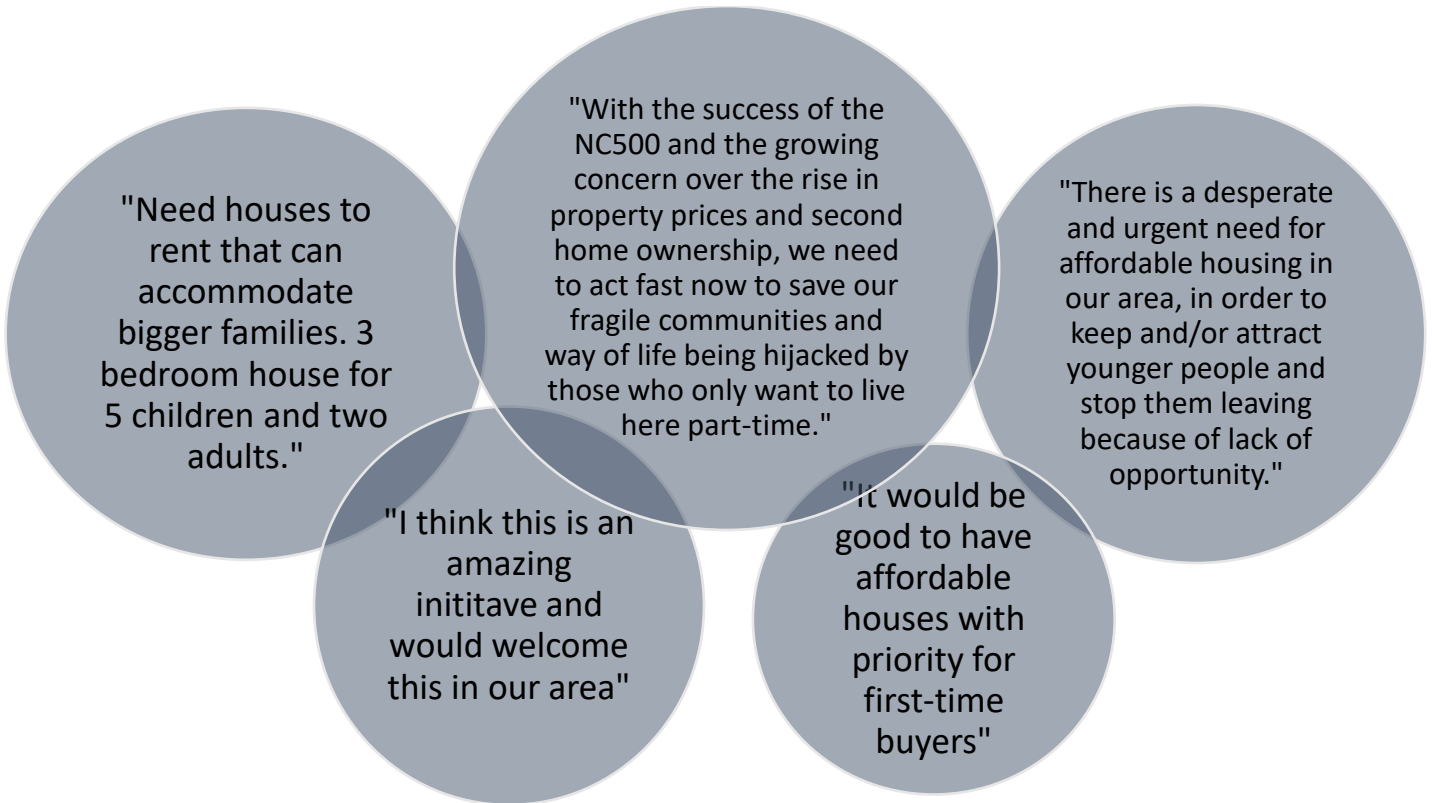 "Need houses to
rent that can
accommodate
bigger families. 3
bedroom house for
5 children and two
adults."
"With the success of the
NC500 and the growing
concern over the rise in
property prices and second
home ownership, we need
to act fast now to save our
fragile communities and
way of life being hijacked by
those who only want to live
here part-time."
"There is a desperate
and urgent need for
affordable housing in
our area, in order to
keep and/or attract
younger people and
stop them leaving
because of lack of
opportunity."
"I think this is an
amazing
inititave and
would welcome
this in our area"
"It would be
good to have
affordable
houses with
priority for
first-time
buyers"